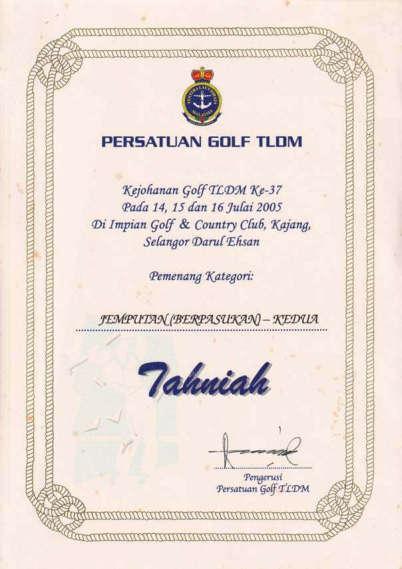 PERSATUAN GOLF TLDM
Kejohanan Golf TLDM Ke-37
Pada 14, 15 dan 16 Julai 2005
Di Impian Golf & Country Club, Kajang,
Selangor Darul Ehsan
Pemenang Kategori:
JEMPUTAN (BERPASUKAN) – KEDUA
Tahniah
Pengerusi
Persatuan Golf TLDM